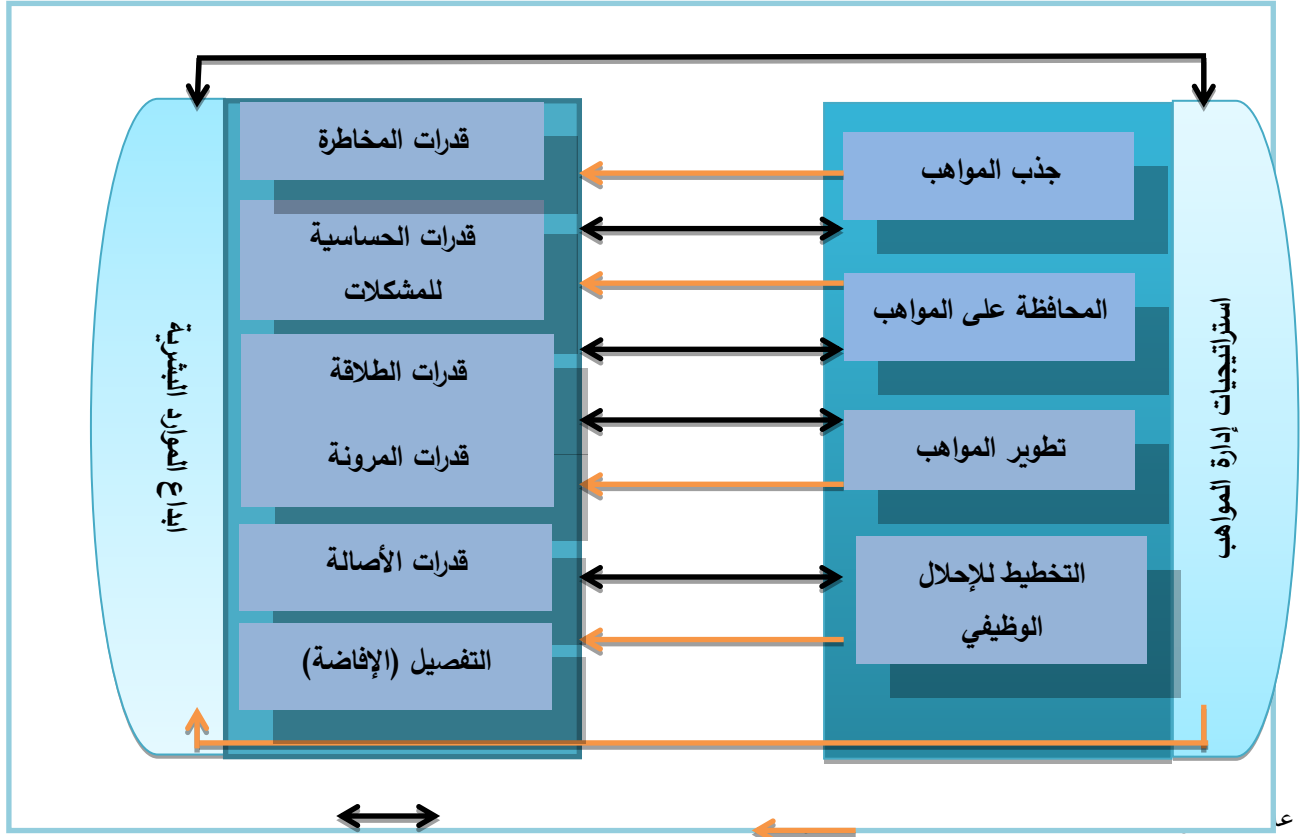 استراتيجيات إدارة المواهب
جذب المواهب
المحافظة على المواهب
تطوير المواهب
التخطيط للإحلال
الوظيفي
قدرات المخاطرة
قدرات الحساسية
للمشكلات
قدرات الطلاقة
قدرات المرونة
قدرات الأصالة
التفصيل (الإفاضة)
ابداع الموارد البشرية